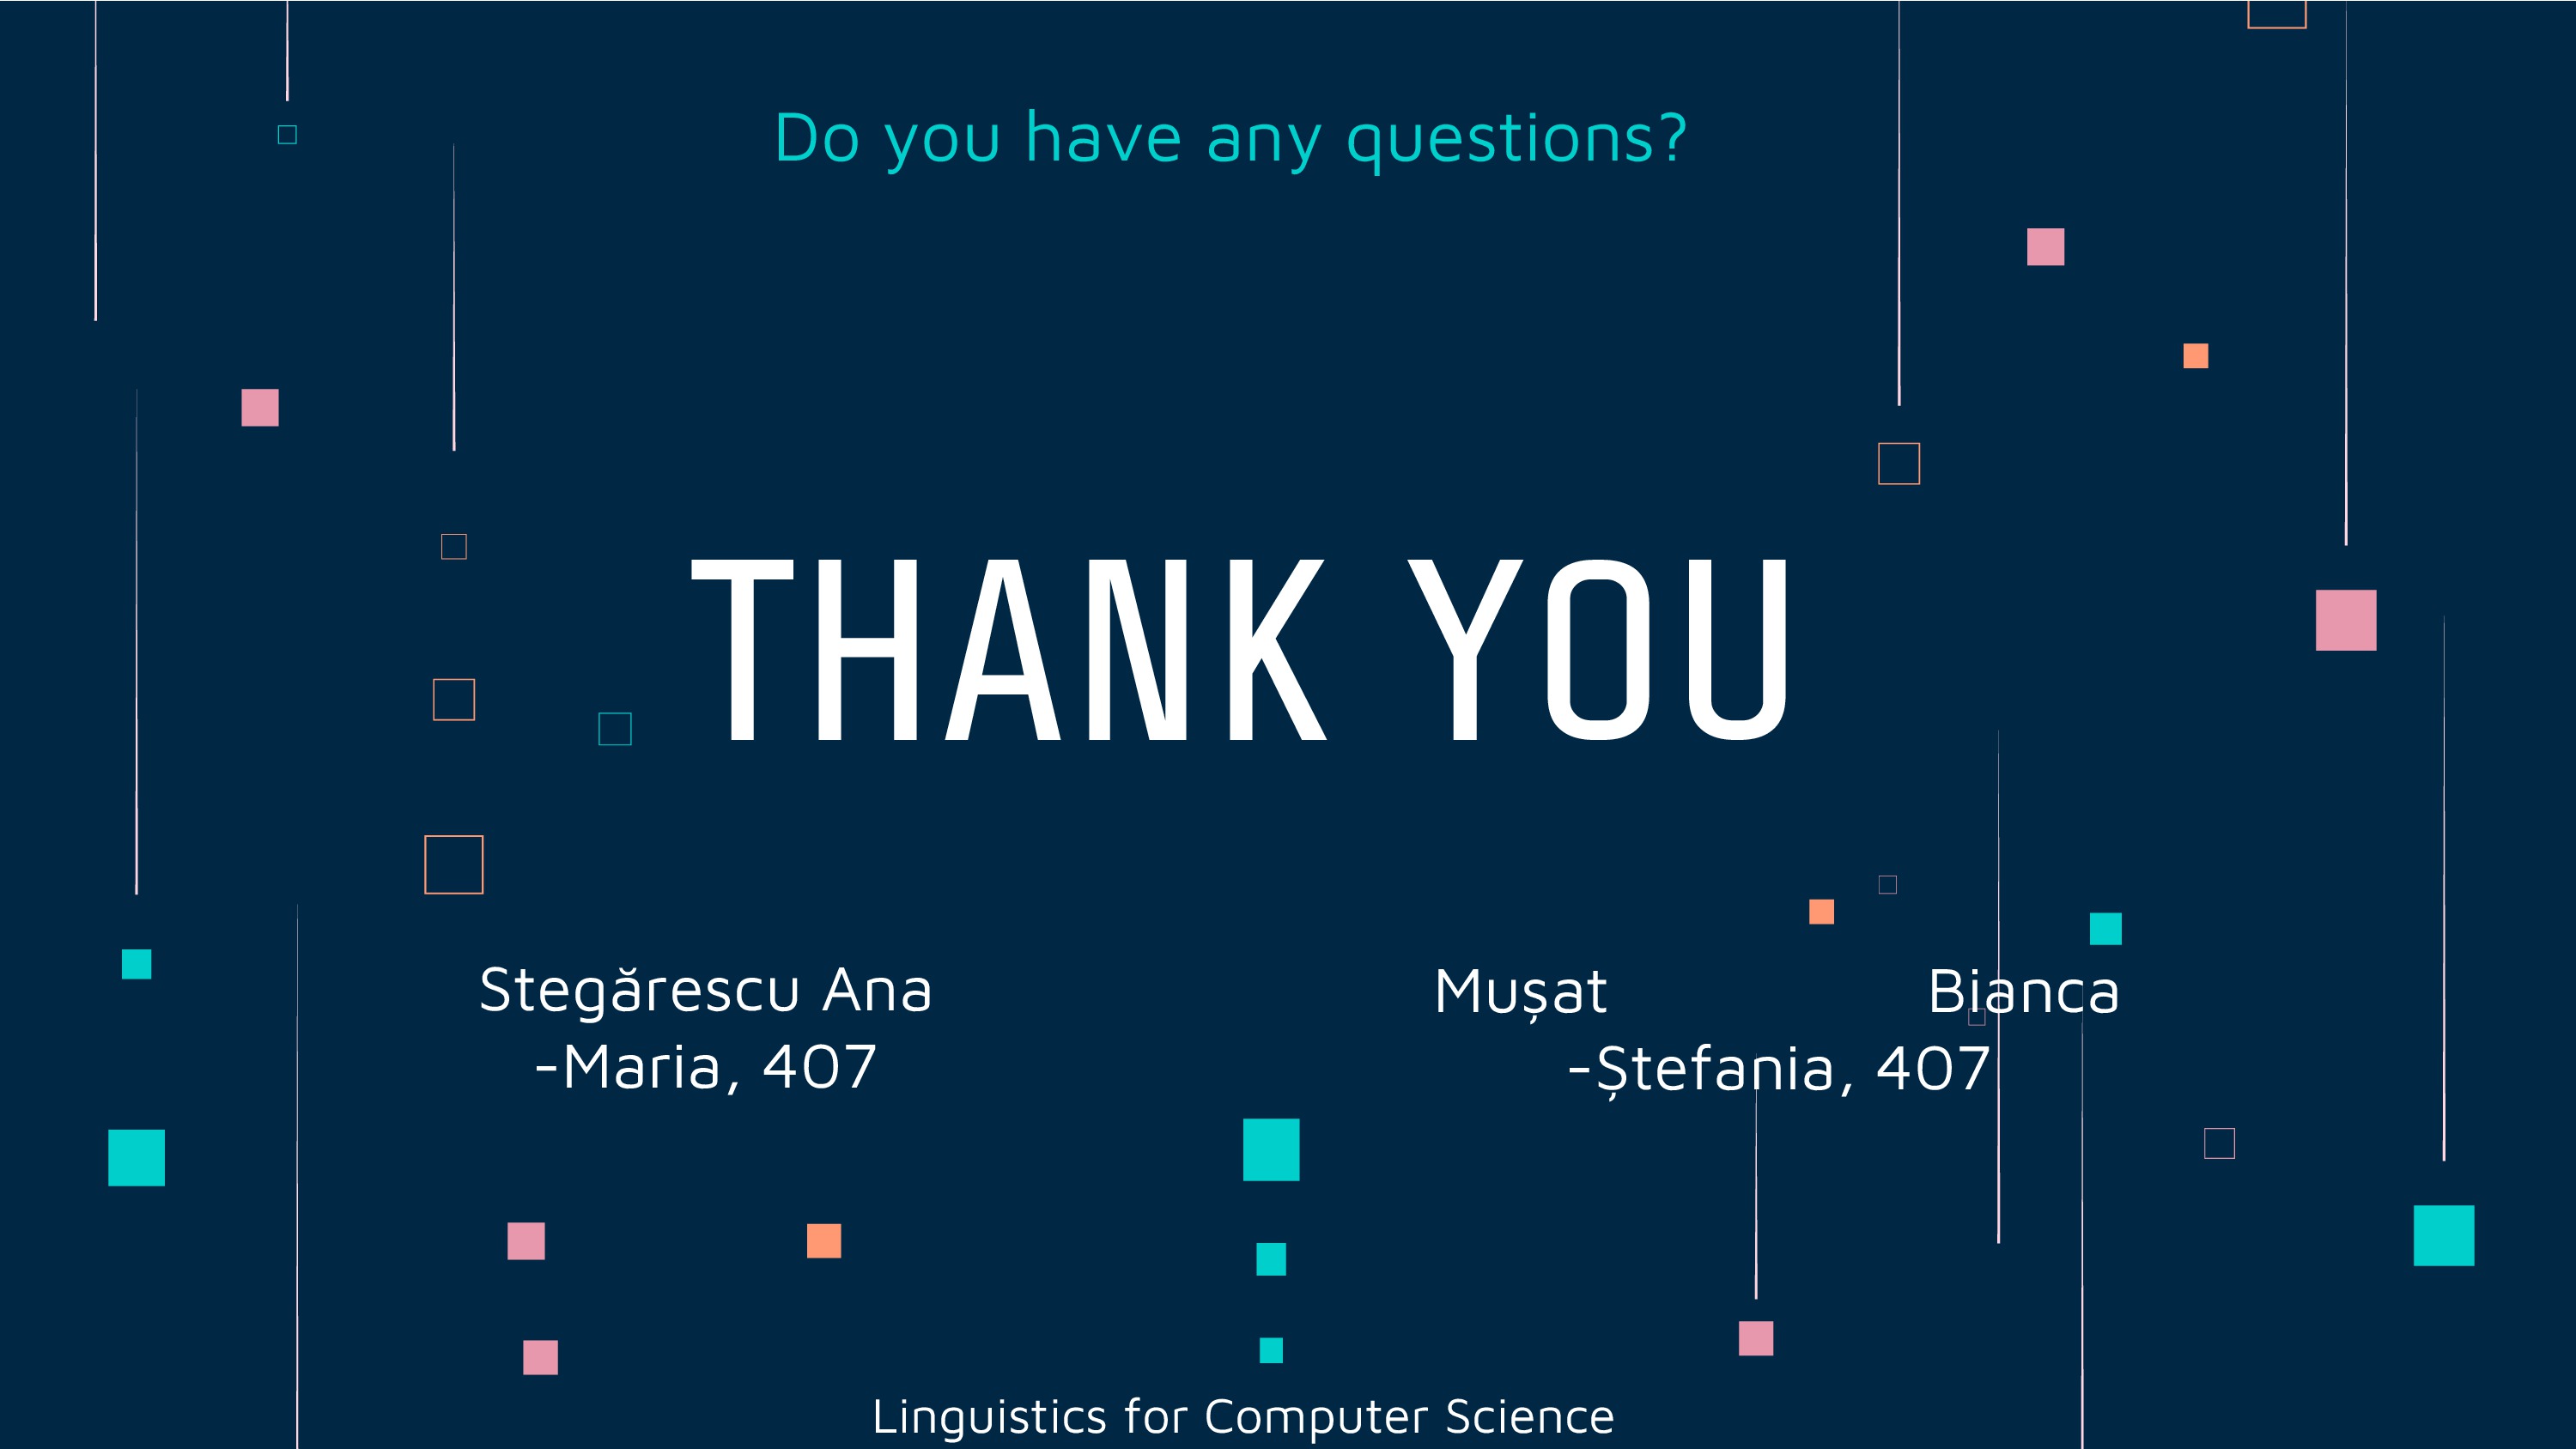 Do you have any questions?
THANK YOU
Stegărescu Ana
-Maria, 407
Mușat Bianca
-Ștefania, 407
Linguistics for Computer Science